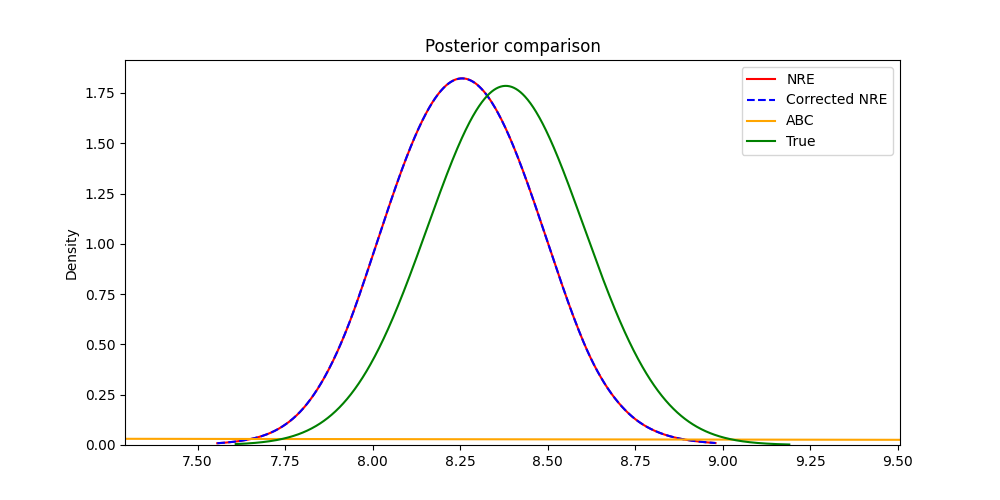 Posterior comparison
NRE
Corrected NRE
ABC
True
Density
1.75
1.50
1.25
1.00
0.75
0.50
0.25
0.00
7.50 7.75 8.00 8.25 8.50 8.75 9.00 9.25 9.50